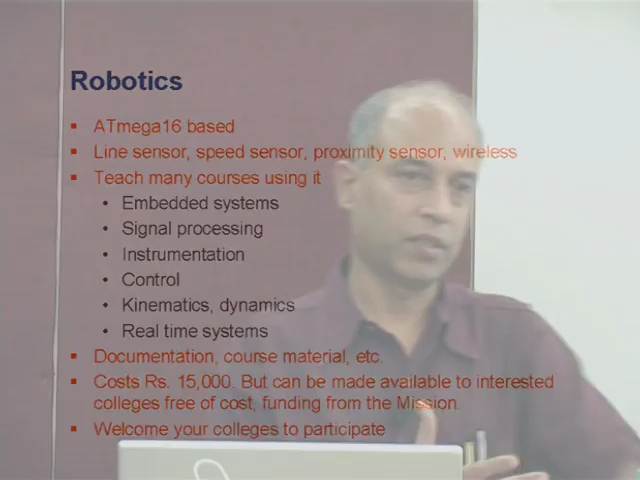 Robotics
ATmega16 based
Line sensor, speed sensor, proximity sensor, wireless
Teach many courses using it
Embedded systems
Signal processing
Instrumentation
Control
Kinematics, dynamics
Real time systems
Documentation, course material, etc.
Costs Rs. 15,000. But can be made available to interested
colleges free of cost, funding from the Mission.
Welcome your colleges to participate